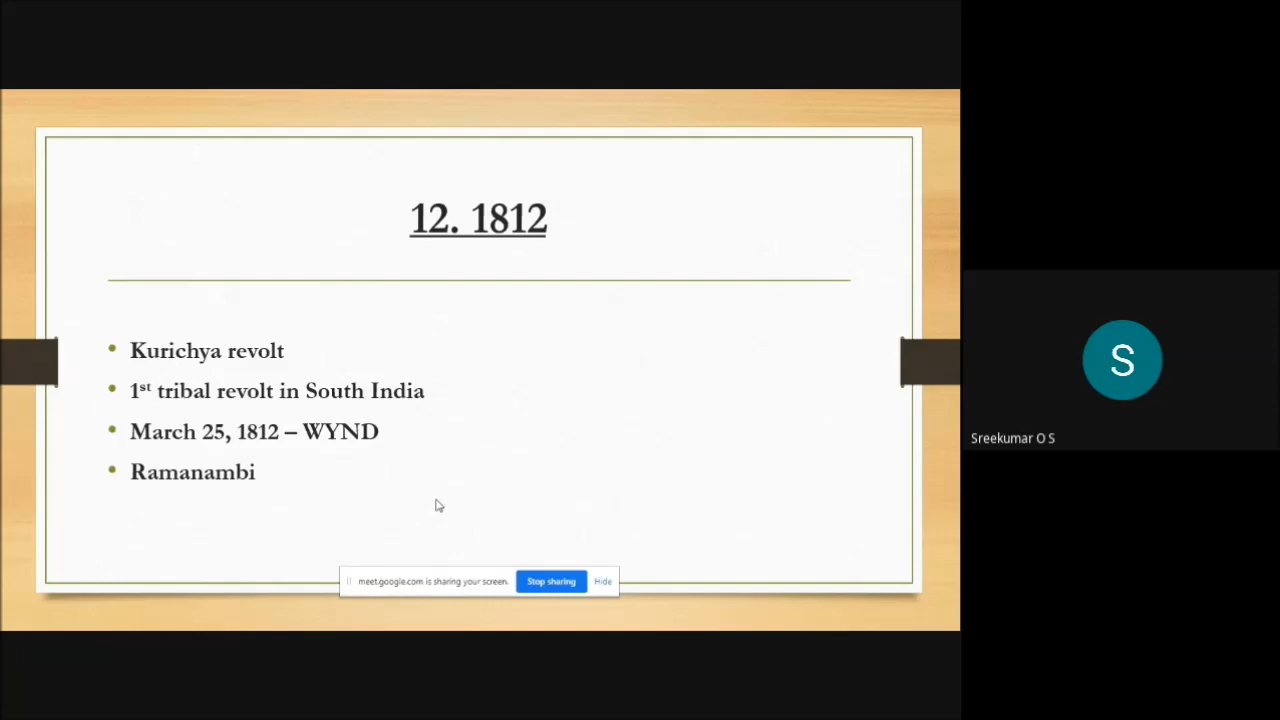 12. 1812
• Kurichya revolt
• 1st tribal revolt in South India
• March 25, 1812 – WYND
• Ramanambi
meet.google.com is sharing your screen. Stop sharing Hide
S
Sreekumar O S